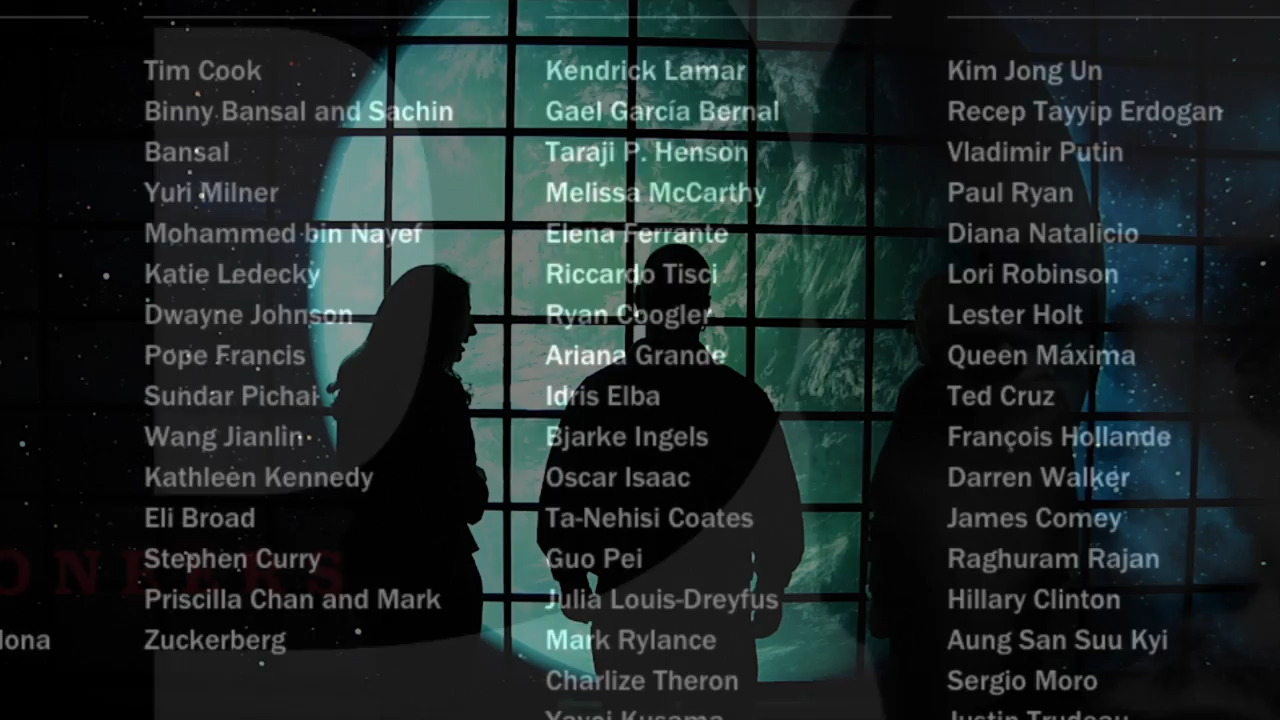 Tim Cook
Binny Bansal and Sachin
Bansal
Yuri Milner
Mohammed bin Nayef
Katie Ledecky
Dwayne Johnson
Pope Francis
Sundar Pichai
Wang Jianlin
Kathleen Kennedy
Eli Broad
Stephen Curry
Priscilla Chan and Mark
Zuckerberg
Kendrick Lamar
Gael García Bernal
Taraji P. Henson
Melissa McCarthy
Elena Ferrante
Riccardo Tisci
Ryan Coogler
Ariana Grande
Idris Elba
Bjarke Ingels
Oscar Isaac
Ta-Nehisi Coates
Guo Pei
Julia Louis-Dreyfus
Mark Rylance
Charlize Theron
Yayoi Kusama
Kim Jong Un
Recep Tayyip Erdogan
Vladimir Putin
Paul Ryan
Diana Natalicio
Lori Robinson
Lester Holt
Queen Máxima
Ted Cruz
François Hollande
Darren Walker
James Comey
Raghuram Rajan
Hillary Clinton
Aung San Suu Kyi
Sergio Moro
Justin Trudeau